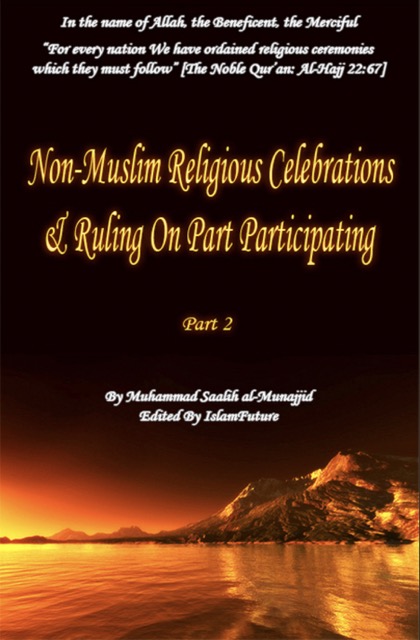 In the name of Allah, the Beneficent, the Merciful
"For every nation We have ordained religious ceremonies
which they must follow" [The Noble Qur'an: Al-Hajj 22:67]
Non-Muslim Religious Celebrations
& Ruling On Part Participating
Part 2
By Muhammad Saalih al-Munajjid
Edited By IslamFuture